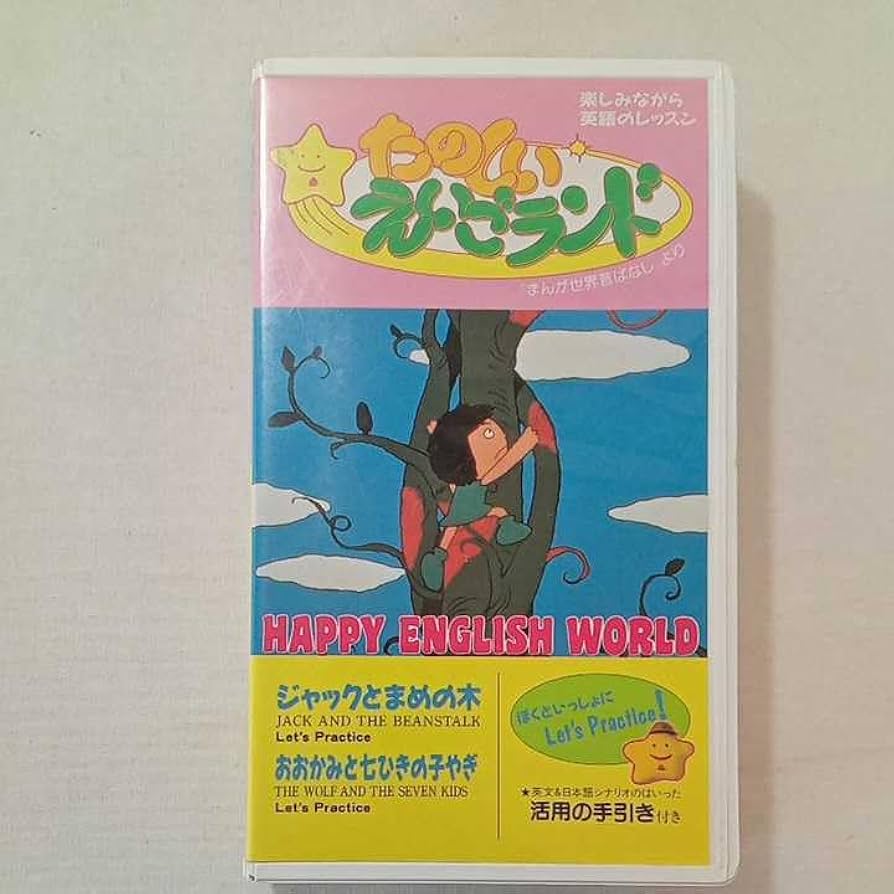 楽しみながら
英語のレッスン
たのしい
えいごランド
"まんが世界昔ばなし"より
HAPPY ENGLISH WORLD
ジャックとまめの木
JACK AND THE BEANSTALK
Let's Practice
おおかみと七ひきの子やぎ
THE WOLF AND THE SEVEN KIDS
Let's Practice
ぼくといっしょに
Let's Practice!
★英文&日本語シナリオのはいった
活用の手引き付き